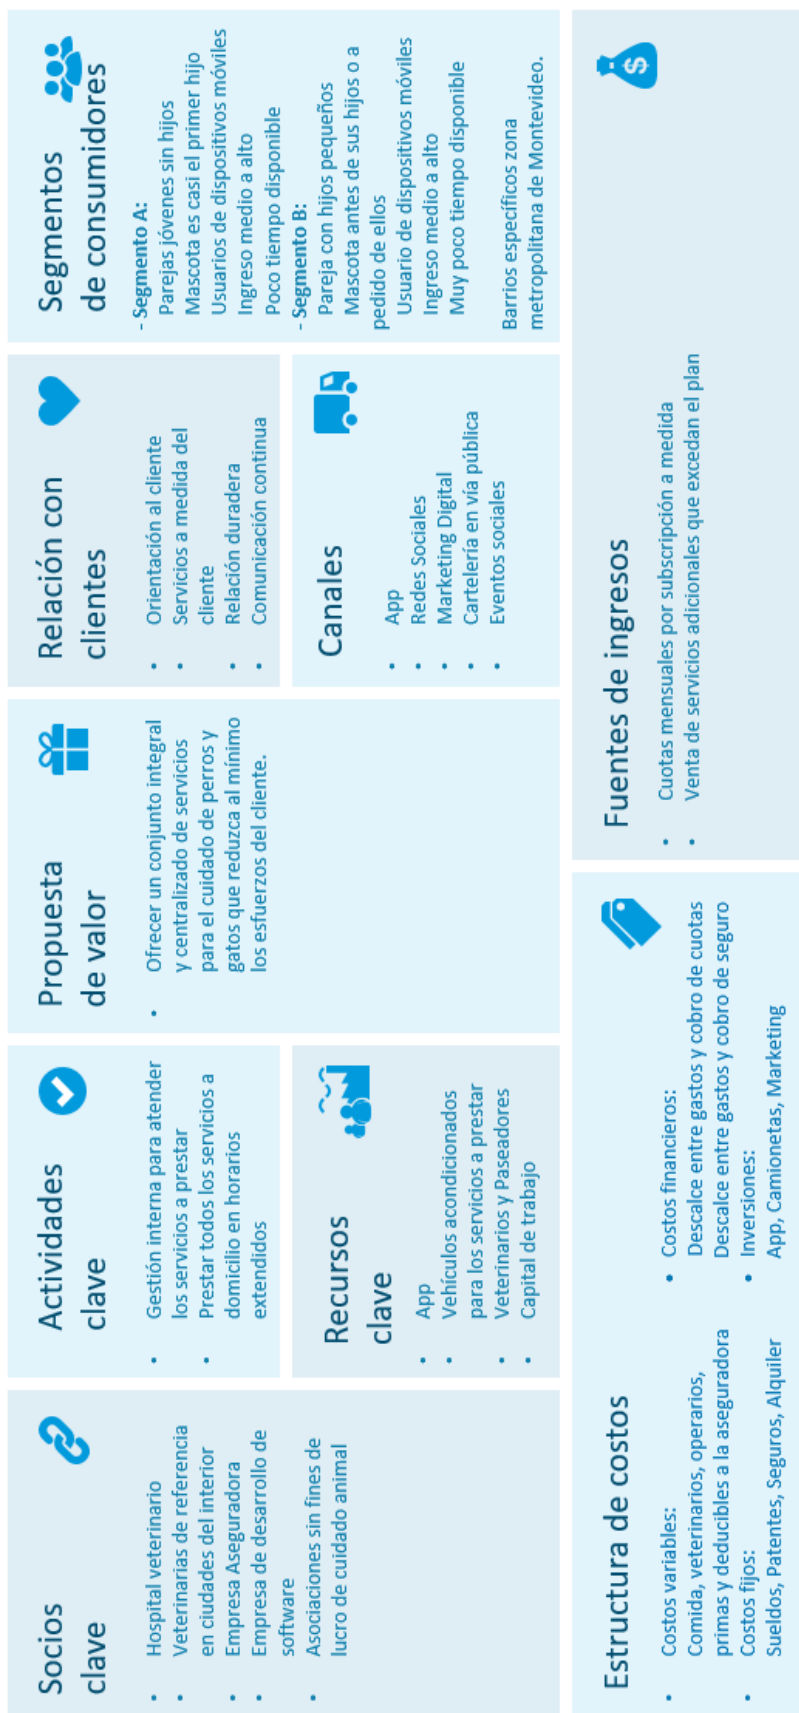 Socios
clave
• Hospital veterinario
• Veterinarias de referencia
en ciudades del interior
• Empresa Aseguradora
• Empresa de desarrollo de
software
• Asociaciones sin fines de
lucro de cuidado animal
Actividades
clave
• Gestión interna para atender
los servicios a prestar
• Prestar todos los servicios a
domicilio en horarios
extendidos
Recursos
clave
• App
• Vehículos acondicionados
para los servicios a prestar
• Veterinarios y Paseadores
• Capital de trabajo
Propuesta
de valor
• Ofrecer un conjunto integral
y centralizado de servicios
para el cuidado de perros y
gatos que reduzca al mínimo
los esfuerzos del cliente.
Relación con
clientes
• Orientación al cliente
• Servicios a medida del
cliente
• Relación duradera
• Comunicación continua
Canales
• App
• Redes Sociales
• Marketing Digital
• Cartelería en vía pública
• Eventos sociales
Segmentos
de consumidores
- Segmento A:
Parejas jóvenes sin hijos
Mascota es casi el primer hijo
Usuarios de dispositivos móviles
Ingreso medio a alto
Poco tiempo disponible
- Segmento B:
Pareja con hijos pequeños
Mascota antes de sus hijos o a
pedido de ellos
Usuario de dispositivos móviles
Ingreso medio a alto
Muy poco tiempo disponible
Barrios específicos zona
metropolitana de Montevideo.
Estructura de costos
• Costos variables:
Comida, veterinarios, operarios,
primas y deducibles a la aseguradora
• Costos fijos:
Sueldos, Patentes, Seguros, Alquiler
• Costos financieros:
Descalce entre gastos y cobro de cuotas
Descalce entre gastos y cobro de seguro
• Inversiones:
App, Camionetas, Marketing
Fuentes de ingresos
$
• Cuotas mensuales por subscripción a medida
• Venta de servicios adicionales que excedan el plan